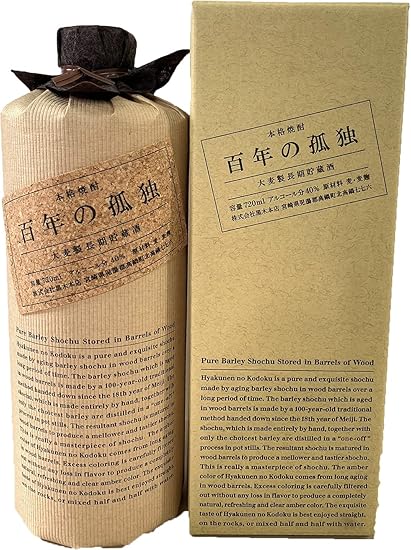 本格焼酎
百年の孤独
大麦製長期貯蔵酒
容量720ml アルコール分40% 原材料 麦・麦麹
株式会社黒木本店 宮崎県児湯郡高鍋町北高鍋七七六
Pure Barley Shochu Stored in Barrels of Wood
Hyakunen no Kodoku is a pure and exquisite shochu
made by aging barley shochu in wood barrels over a
long period of time. The barley shochu which is aged
in wood barrels is made by a 100-year-old traditional
method handed down since the 18th year of Meiji. The
shochu, which is made entirely by hand, together with
only the choicest barley are distilled in a
process in pot stills. The resultant shochu is matured
in wood barrels to produce a mellower and tastier
This is really a masterpiece of shochu. The
of Hyakunen no Kodoku comes from long
in wood barrels. Excess coloring is carefully
out without any loss in flavor to produce
refreshing and clear amber color. The
of Hyakunen no Kodoku is best enjoyed
on the rocks, or mixed half and half with
本格焼酎
百年の孤独
大麦製長期貯蔵酒
容量720ml アルコール分40% 原材料 麦・麦麹
株式会社黒木本店 宮崎県児湯郡高鍋町北高鍋七七六
Pure Barley Shochu Stored in Barrels of Wood
Hyakunen no Kodoku is a pure and exquisite shochu
made by aging barley shochu in wood barrels over a
long period of time. The barley shochu which is aged
in wood barrels is made by a 100-year-old traditional
method handed down since the 18th year of Meiji. The
shochu, which is made entirely by hand, together with
only the choicest barley are distilled in a "one-off"
process in pot stills. The resultant shochu is matured in
wood barrels to produce a mellower and tastier shochu.
This is really a masterpiece of shochu. The amber color
of Hyakunen no Kodoku comes from long aging
in wood barrels. Excess coloring is carefully filtered
out without any loss in flavor to produce a completely
natural, refreshing and clear amber color. The exquisite
taste of Hyakunen no Kodoku is best enjoyed straight,
on the rocks, or mixed half and half with water.